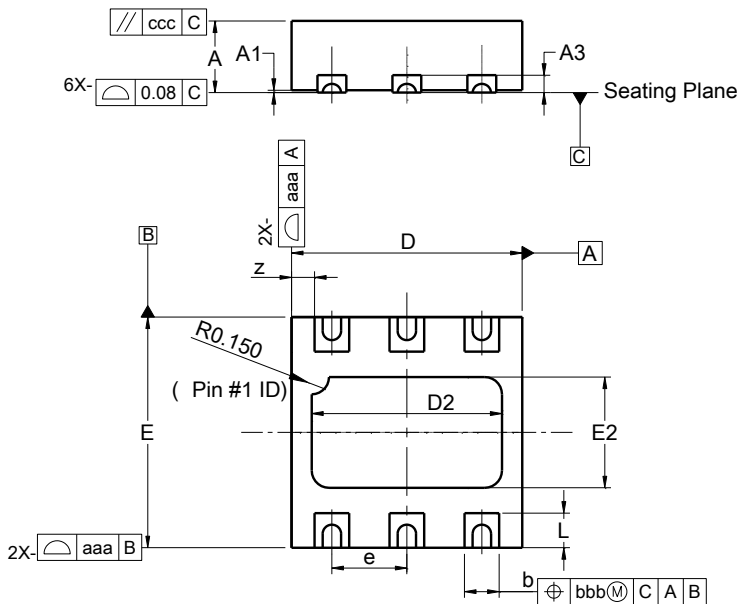 // ccc C
A
A1
A3
6X- ⌓ 0.08 C
Seating Plane
C
2X- ⌓ aaa A
B
D
A
z
R0.150
( Pin #1 ID)
D2
E
E2
L
2X- ⌓ aaa B
e
b
⌖ bbbⓂ C A B